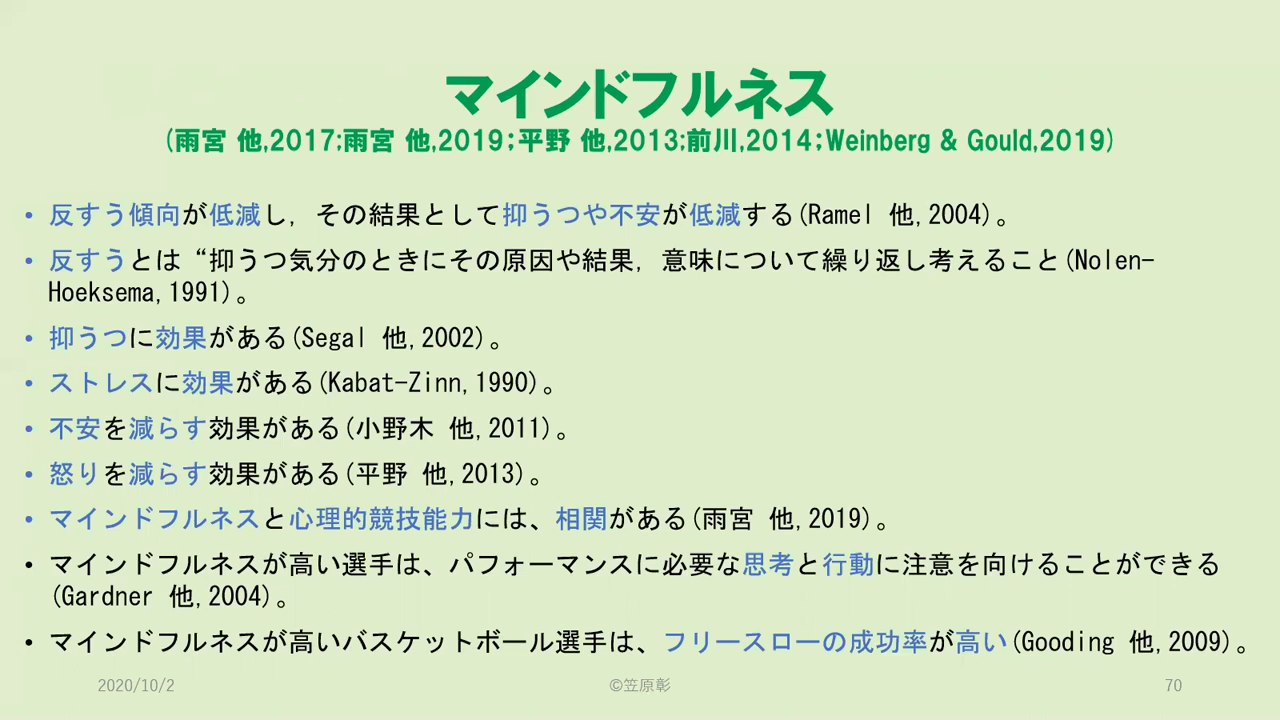 マインドフルネス
(雨宮 他,2017;雨宮 他,2019;平野 他,2013;前川,2014;Weinberg & Gould,2019)
• 反すう傾向が低減し, その結果として抑うつや不安が低減する(Ramel 他,2004)。
• 反すうとは“抑うつ気分のときにその原因や結果, 意味について繰り返し考えること(Nolen-
Hoeksema,1991)。
• 抑うつに効果がある(Segal 他,2002)。
• ストレスに効果がある(Kabat-Zinn,1990)。
• 不安を減らす効果がある(小野木 他,2011)。
• 怒りを減らす効果がある(平野 他,2013)。
• マインドフルネスと心理的競技能力には、相関がある(雨宮 他,2019)。
• マインドフルネスが高い選手は、パフォーマンスに必要な思考と行動に注意を向けることができる
(Gardner 他,2004)。
• マインドフルネスが高いバスケットボール選手は、フリースローの成功率が高い(Gooding 他,2009)。
2020/10/2
©笠原彰
70